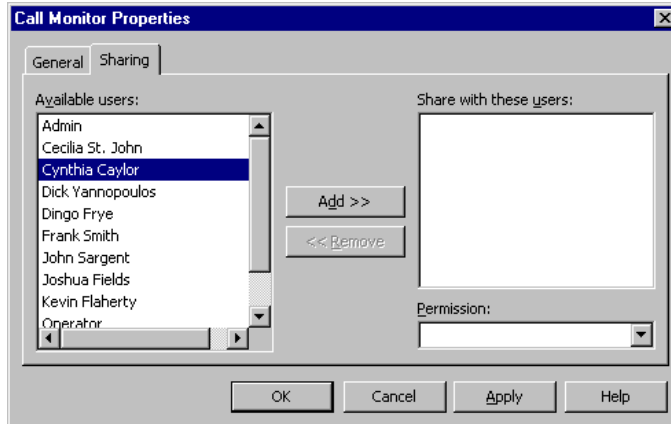 Call Monitor Properties
General
Sharing
Available users:
Admin
Cecilia St. John
Cynthia Caylor
Dick Yannopoulos
Dingo Frye
Frank Smith
John Sargent
Joshua Fields
Kevin Flaherty
Operator
Add >>
<< Remove
Share with these users:
Permission:
OK
Cancel
Apply
Help